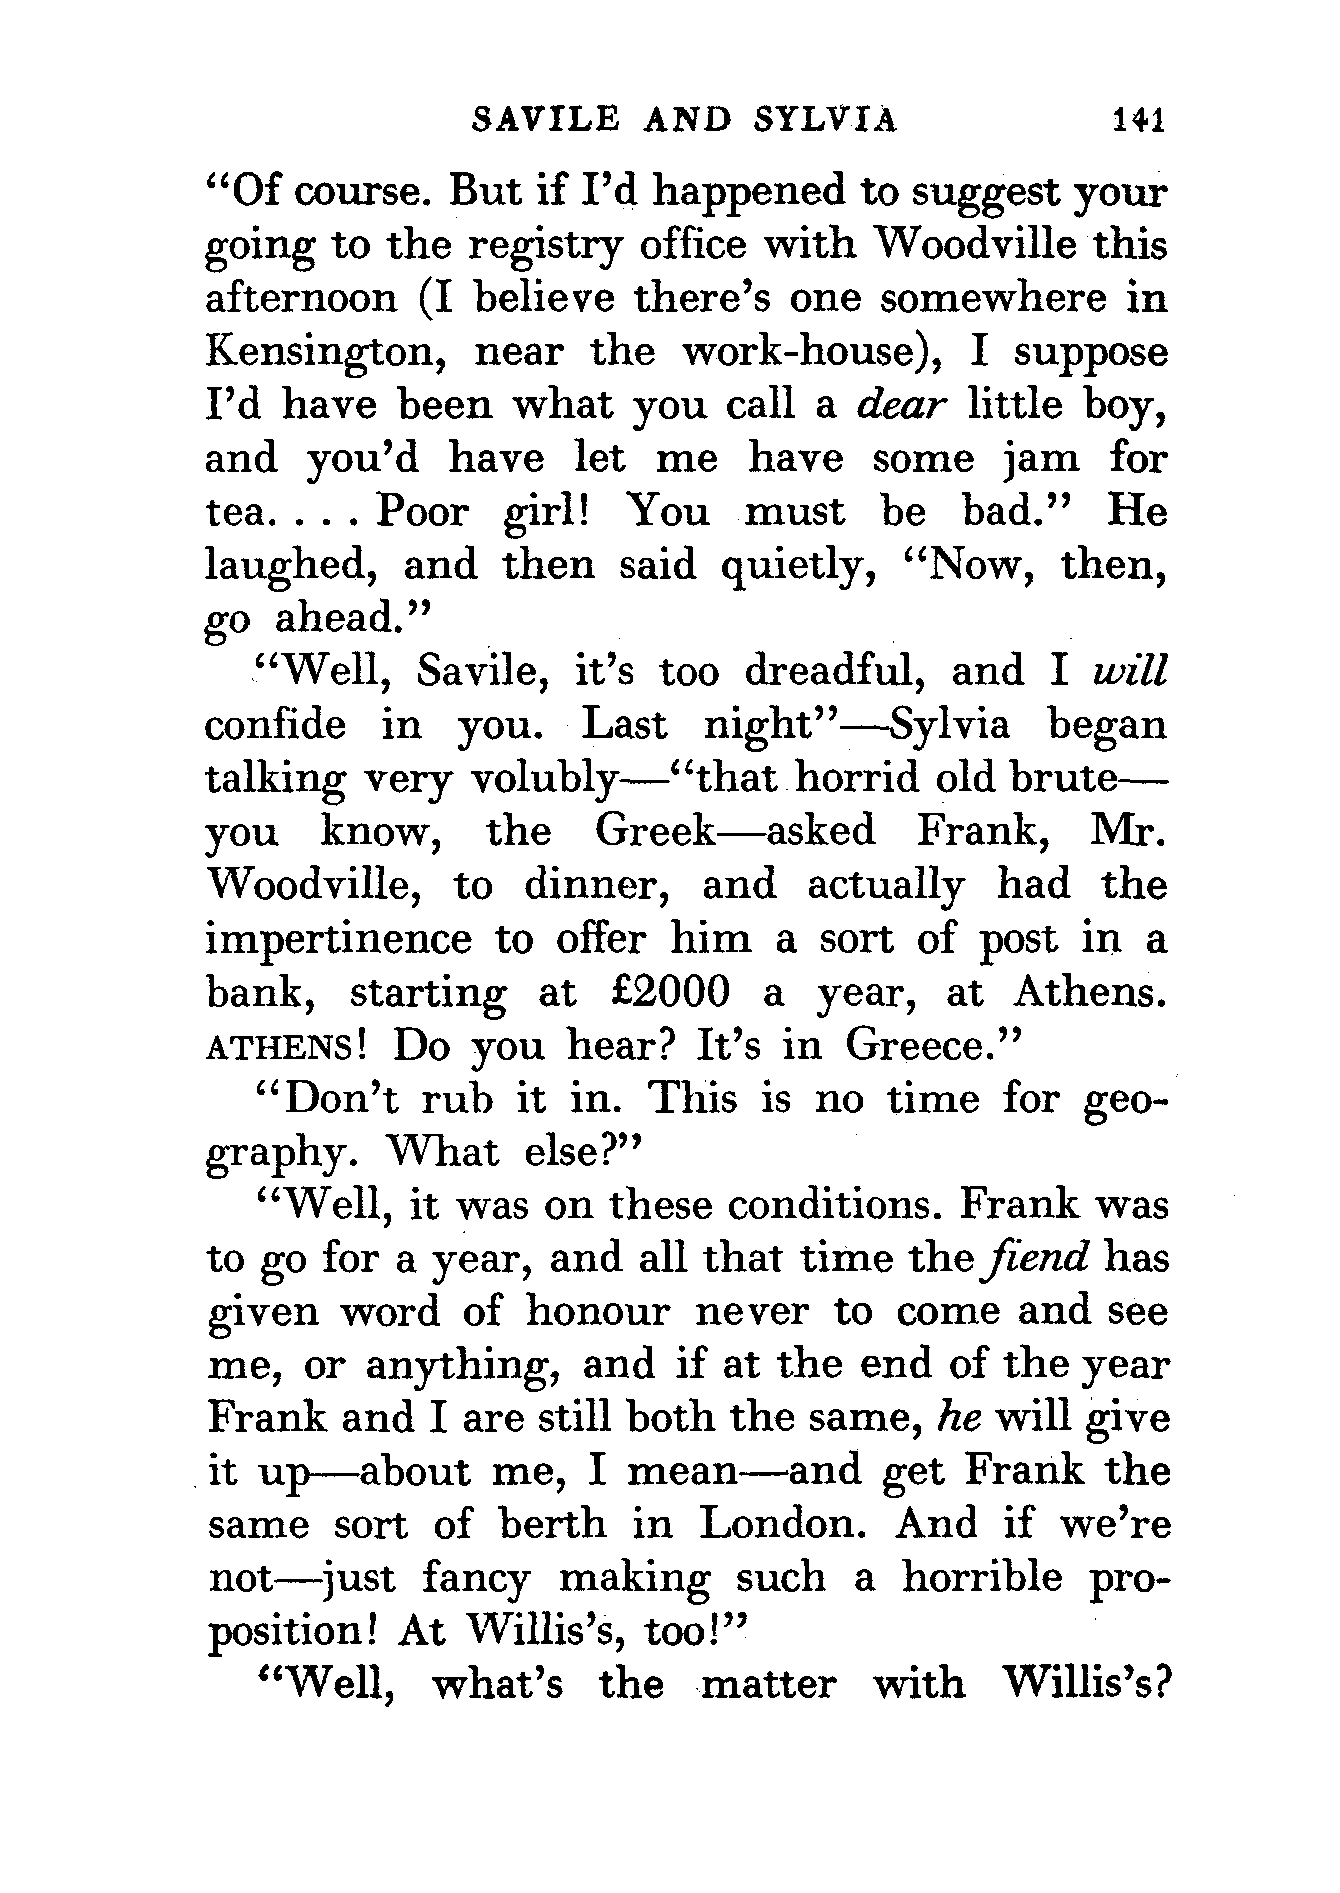 SAVILE AND SYLVIA 141
“Of course. But if I’d happened to suggest your
going to the registry office with Woodville this
afternoon (I believe there’s one somewhere in
Kensington, near the work-house), I suppose
I’d have been what you call a dear little boy,
and you’d have let me have some jam for
tea. . . . Poor girl! You must be bad.” He
laughed, and then said quietly, “Now, then,
go ahead.”
“Well, Savile, it’s too dreadful, and I will
confide in you. Last night”—Sylvia began
talking very volubly—“that horrid old brute—
you know, the Greek—asked Frank, Mr.
Woodville, to dinner, and actually had the
impertinence to offer him a sort of post in a
bank, starting at £2000 a year, at Athens.
ATHENS! Do you hear? It’s in Greece.”
“Don’t rub it in. This is no time for geo-
graphy. What else?”
“Well, it was on these conditions. Frank was
to go for a year, and all that time the fiend has
given word of honour never to come and see
me, or anything, and if at the end of the year
Frank and I are still both the same, he will give
it up—about me, I mean—and get Frank the
same sort of berth in London. And if we’re
not—just fancy making such a horrible pro-
position! At Willis’s, too!”
“Well, what’s the matter with Willis’s?